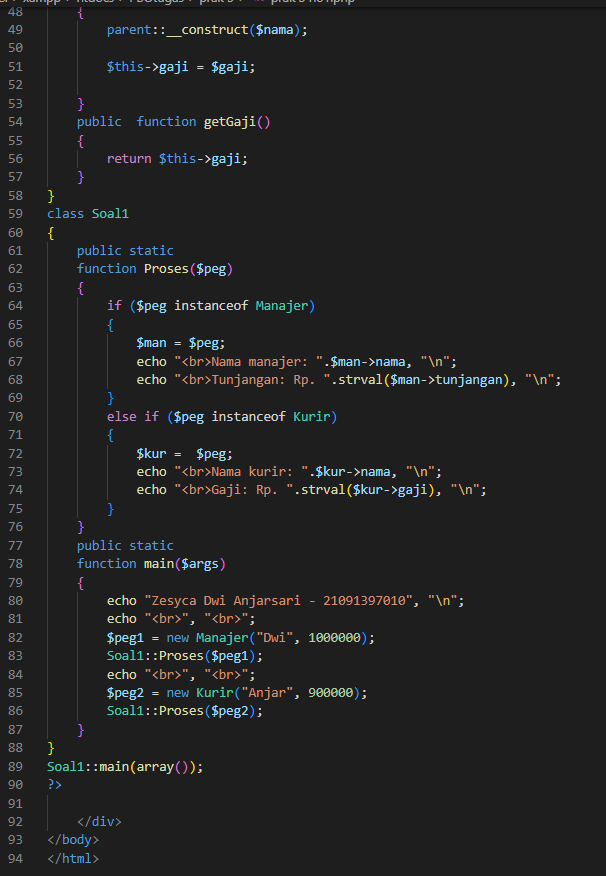 48 {
49 parent::__construct($nama);
50
51 $this->gaji = $gaji;
52
53 }
54 public  function getGaji()
55 {
56 return $this->gaji;
57 }
58 }
59 class Soal1
60 {
61 public static
62 function Proses($peg)
63 {
64 if ($peg instanceof Manajer)
65 {
66 $man = $peg;
67 echo "<br>Nama manajer: ".$man->nama, "\n";
68 echo "<br>Tunjangan: Rp. ".strval($man->tunjangan), "\n";
69 }
70 else if ($peg instanceof Kurir)
71 {
72 $kur =  $peg;
73 echo "<br>Nama kurir: ".$kur->nama, "\n";
74 echo "<br>Gaji: Rp. ".strval($kur->gaji), "\n";
75 }
76 }
77 public static
78 function main($args)
79 {
80 echo "Zesyca Dwi Anjarsari - 21091397010", "\n";
81 echo "<br>", "<br>";
82 $peg1 = new Manajer("Dwi", 1000000);
83 Soal1::Proses($peg1);
84 echo "<br>", "<br>";
85 $peg2 = new Kurir("Anjar", 900000);
86 Soal1::Proses($peg2);
87 }
88 }
89 Soal1::main(array());
90 ?>
91
92 </div>
93 </body>
94 </html>